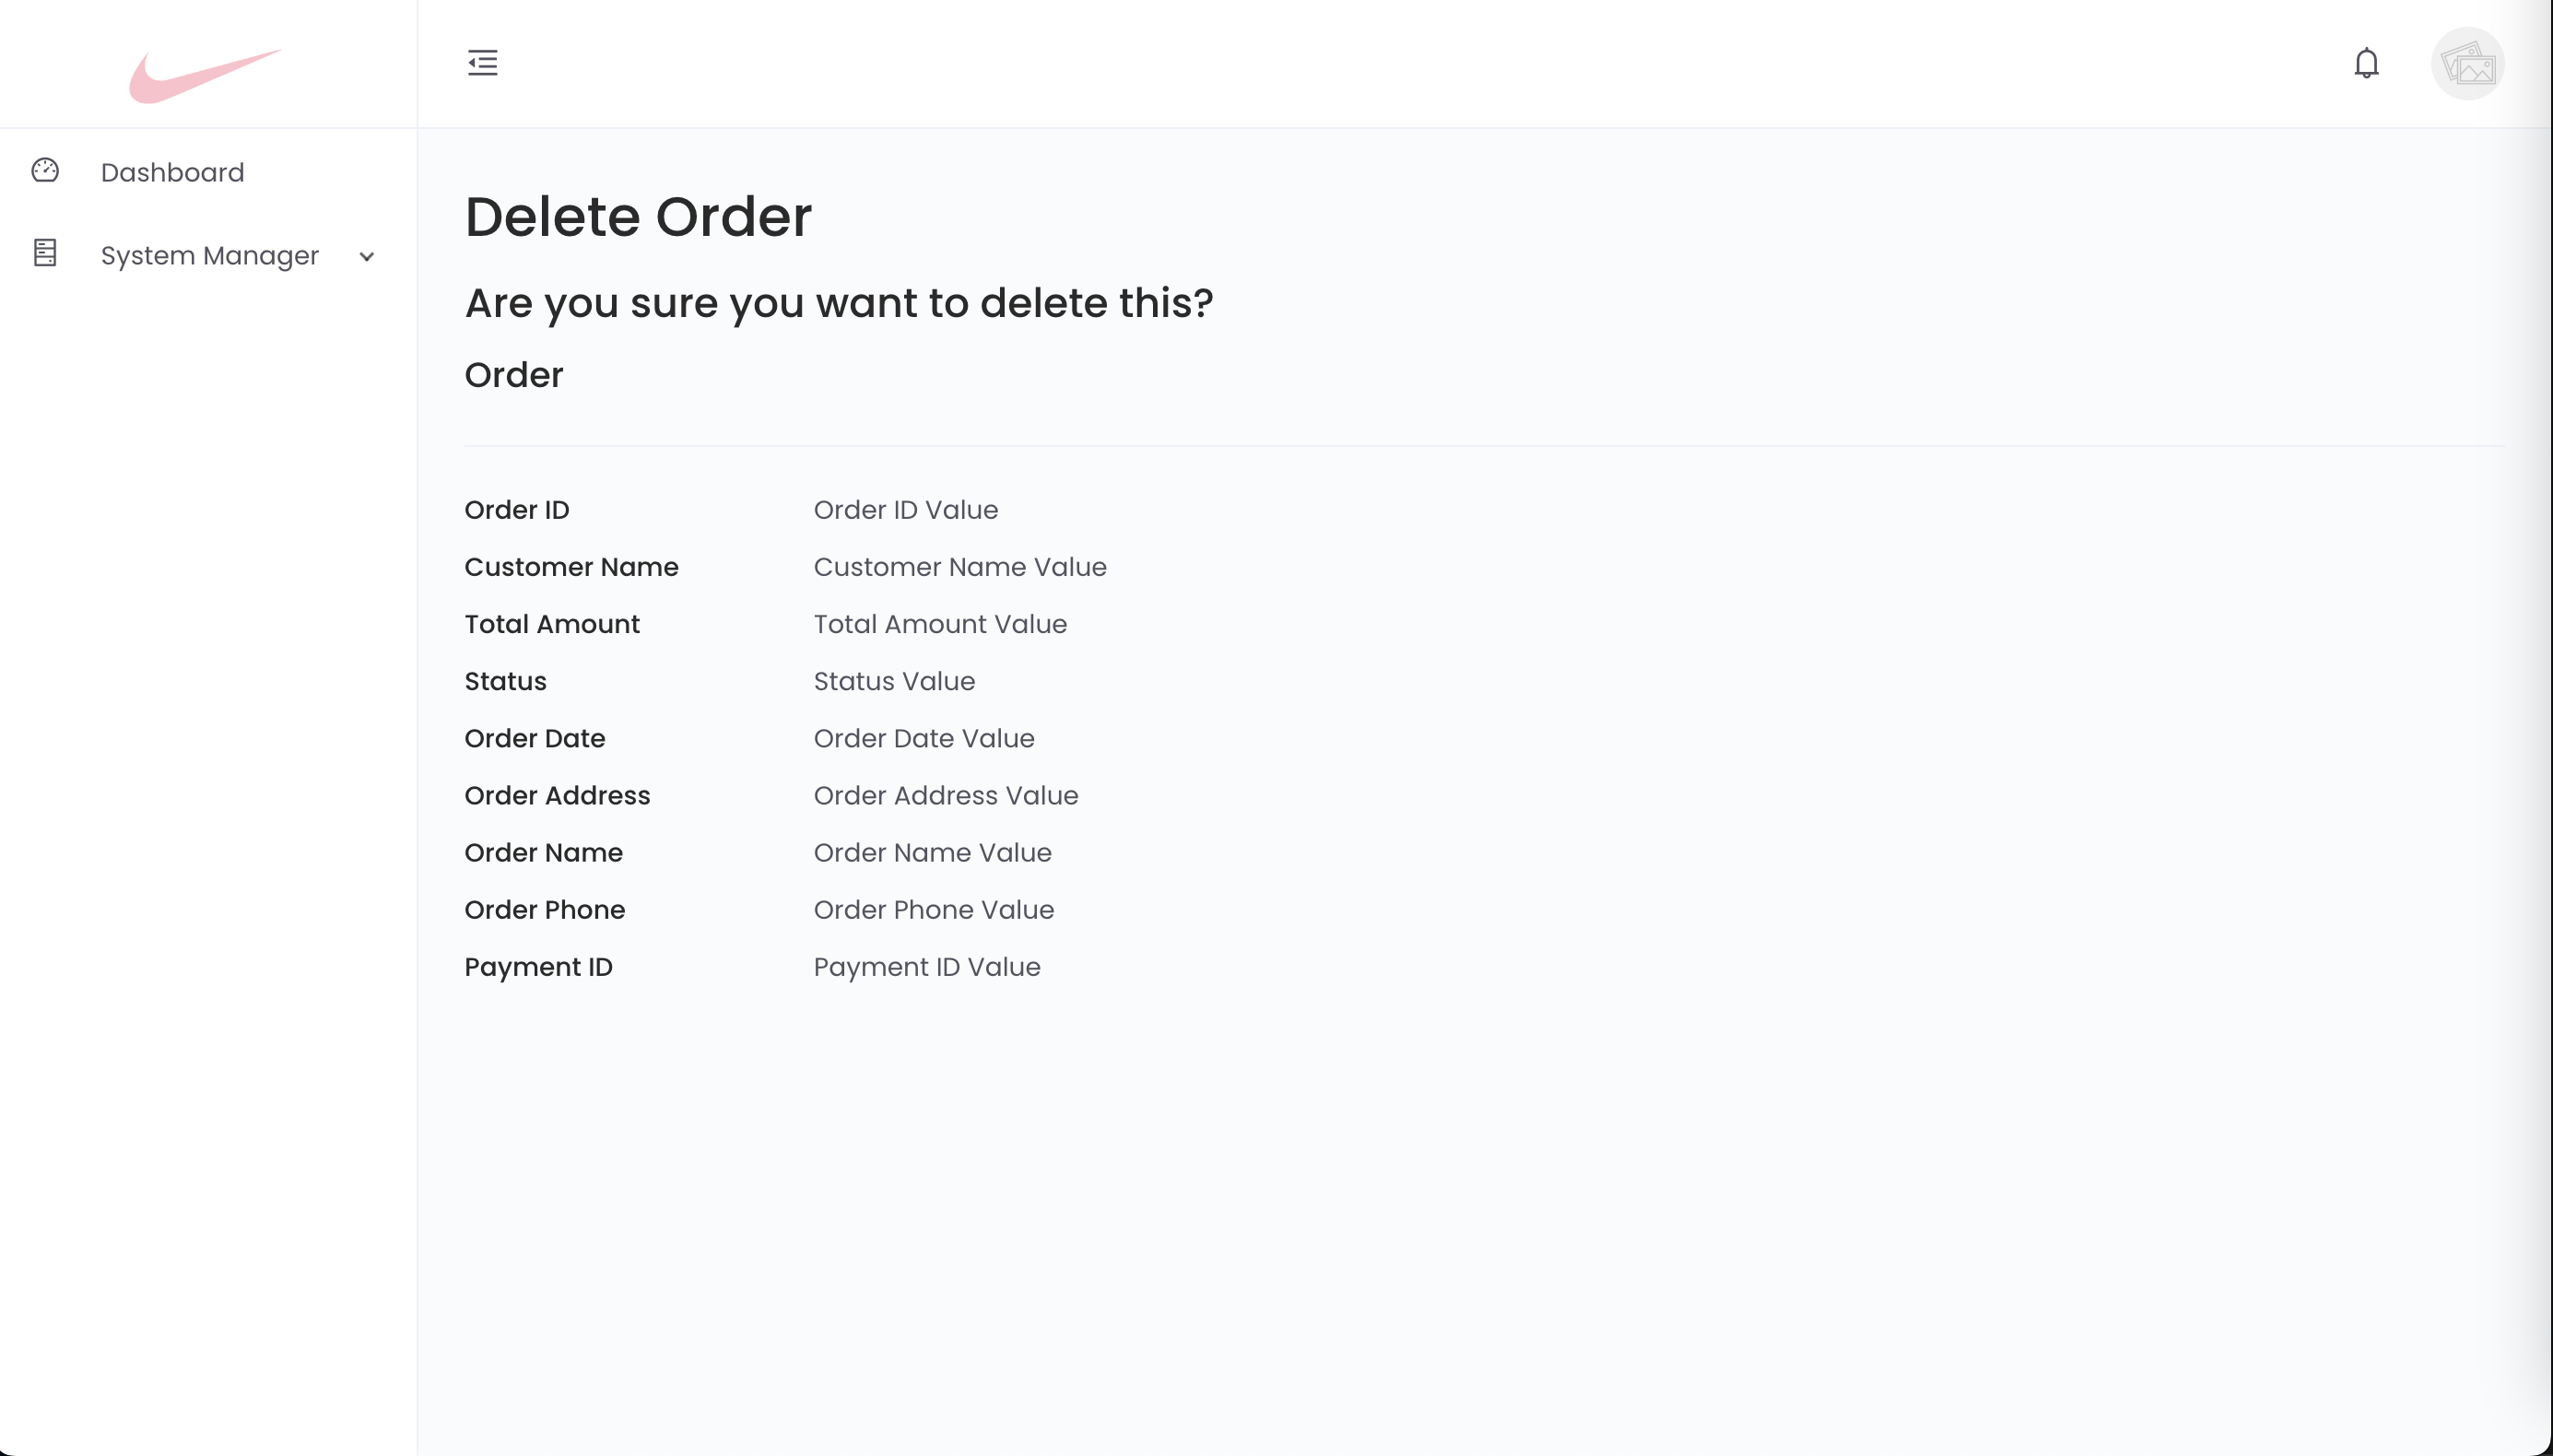 Dashboard
System Manager
Delete Order
Are you sure you want to delete this?
Order
Order ID Order ID Value
Customer Name Customer Name Value
Total Amount Total Amount Value
Status Status Value
Order Date Order Date Value
Order Address Order Address Value
Order Name Order Name Value
Order Phone Order Phone Value
Payment ID Payment ID Value